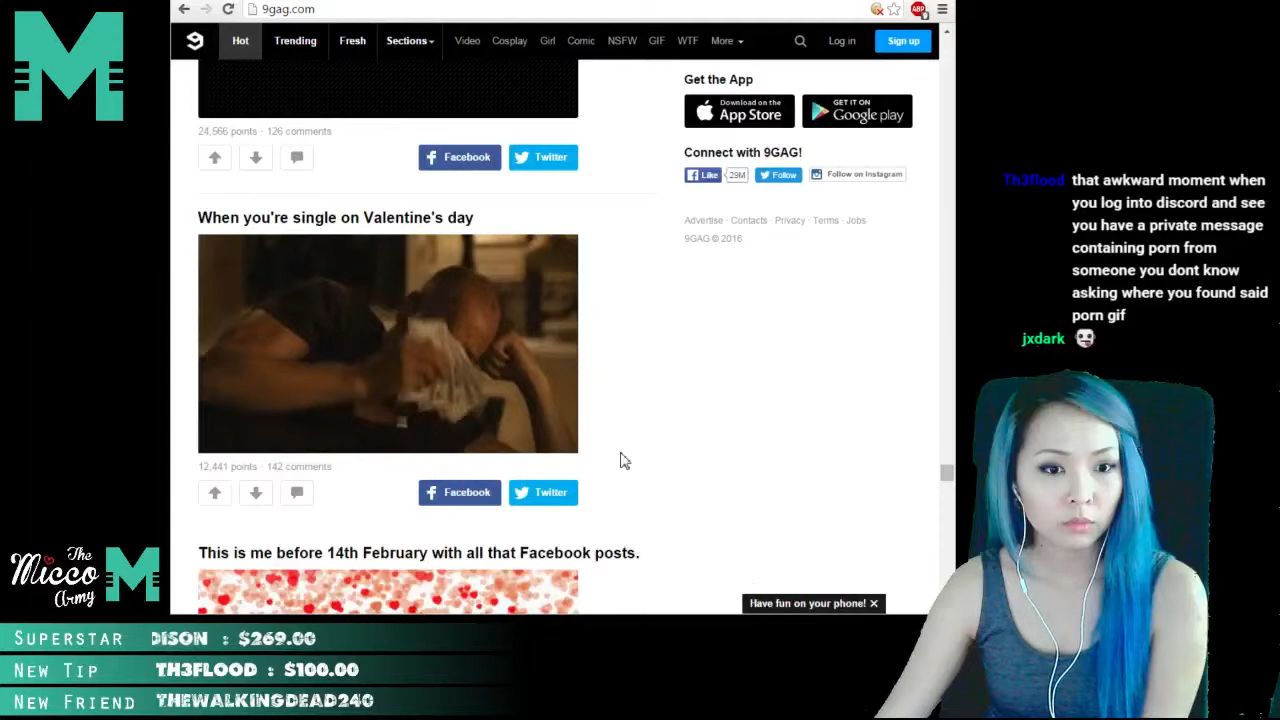 9gag.com
ABP
Hot Trending Fresh Sections Video Cosplay Girl Comic NSFW GIF WTF More Log in Sign up
Get the App
Download on the App Store
GET IT ON Google play
24,566 points · 126 comments
Facebook Twitter
Connect with 9GAG!
Like 29M Follow Follow on Instagram
Advertise · Contacts · Privacy · Terms · Jobs
9GAG © 2016
When you're single on Valentine's day
12,441 points · 142 comments
Facebook Twitter
This is me before 14th February with all that Facebook posts.
Have fun on your phone!
Th3flood that awkward moment when
you log into discord and see
you have a private message
containing porn from
someone you dont know
asking where you found said
porn gif
jxdark
M
The
Micco
Army
M
SUPERSTAR DISON : $269.00
NEW TIP TH3FLOOD : $100.00
NEW FRIEND THEWALKINGDEAD240